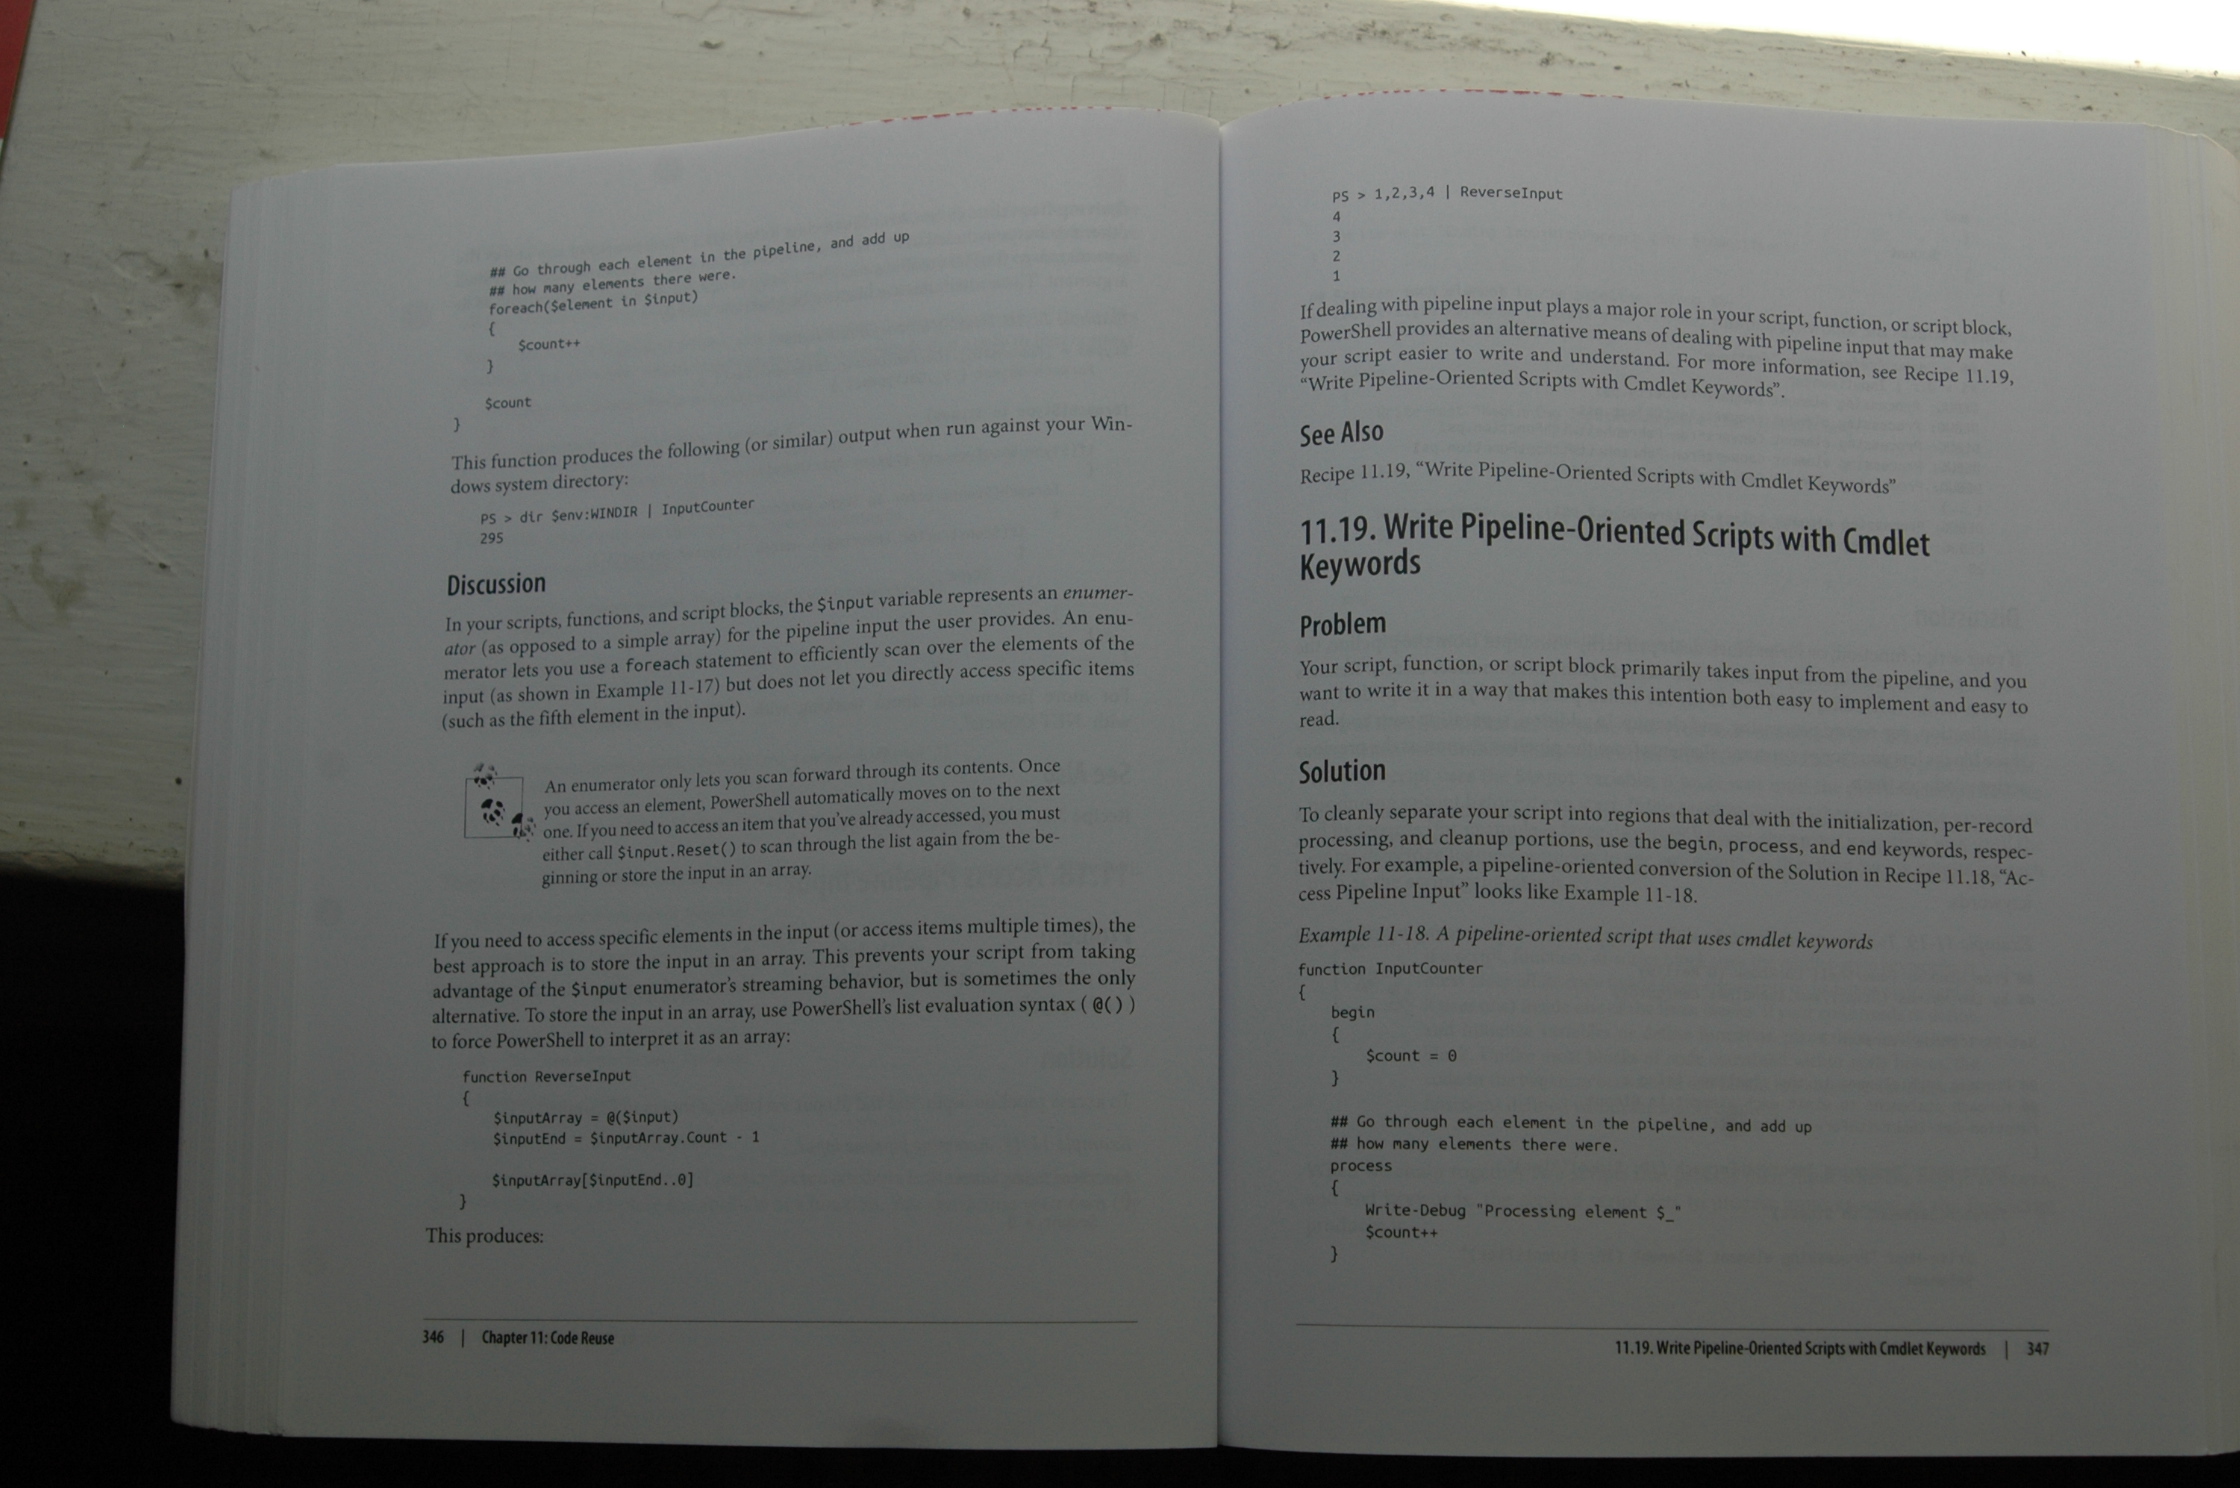 ## Go through each element in the pipeline, and add up
## how many elements there were.
foreach($element in $input)
{
$count++
}
$count
}
This function produces the following (or similar) output when run against your Win-
dows system directory:
PS > dir $env:WINDIR | InputCounter
295
Discussion
In your scripts, functions, and script blocks, the $input variable represents an enumer-
ator (as opposed to a simple array) for the pipeline input the user provides. An enu-
merator lets you use a foreach statement to efficiently scan over the elements of the
input (as shown in Example 11-17) but does not let you directly access specific items
(such as the fifth element in the input).
An enumerator only lets you scan forward through its contents. Once
you access an element, PowerShell automatically moves on to the next
one. If you need to access an item that you've already accessed, you must
either call $input.Reset() to scan through the list again from the be-
ginning or store the input in an array.
If you need to access specific elements in the input (or access items multiple times), the
best approach is to store the input in an array. This prevents your script from taking
advantage of the $input enumerator's streaming behavior, but is sometimes the only
alternative. To store the input in an array, use PowerShell's list evaluation syntax ( @() )
to force PowerShell to interpret it as an array:
function ReverseInput
{
$inputArray = @($input)
$inputEnd = $inputArray.Count - 1
$inputArray[$inputEnd..0]
}
This produces:
346 | Chapter 11: Code Reuse
PS > 1,2,3,4 | ReverseInput
4
3
2
1
If dealing with pipeline input plays a major role in your script, function, or script block,
PowerShell provides an alternative means of dealing with pipeline input that may make
your script easier to write and understand. For more information, see Recipe 11.19,
“Write Pipeline-Oriented Scripts with Cmdlet Keywords”.
See Also
Recipe 11.19, “Write Pipeline-Oriented Scripts with Cmdlet Keywords”
11.19. Write Pipeline-Oriented Scripts with Cmdlet
Keywords
Problem
Your script, function, or script block primarily takes input from the pipeline, and you
want to write it in a way that makes this intention both easy to implement and easy to
read.
Solution
To cleanly separate your script into regions that deal with the initialization, per-record
processing, and cleanup portions, use the begin, process, and end keywords, respec-
tively. For example, a pipeline-oriented conversion of the Solution in Recipe 11.18, “Ac-
cess Pipeline Input” looks like Example 11-18.
Example 11-18. A pipeline-oriented script that uses cmdlet keywords
function InputCounter
{
begin
{
$count = 0
}
## Go through each element in the pipeline, and add up
## how many elements there were.
process
{
Write-Debug "Processing element $_"
$count++
}
11.19. Write Pipeline-Oriented Scripts with Cmdlet Keywords | 347